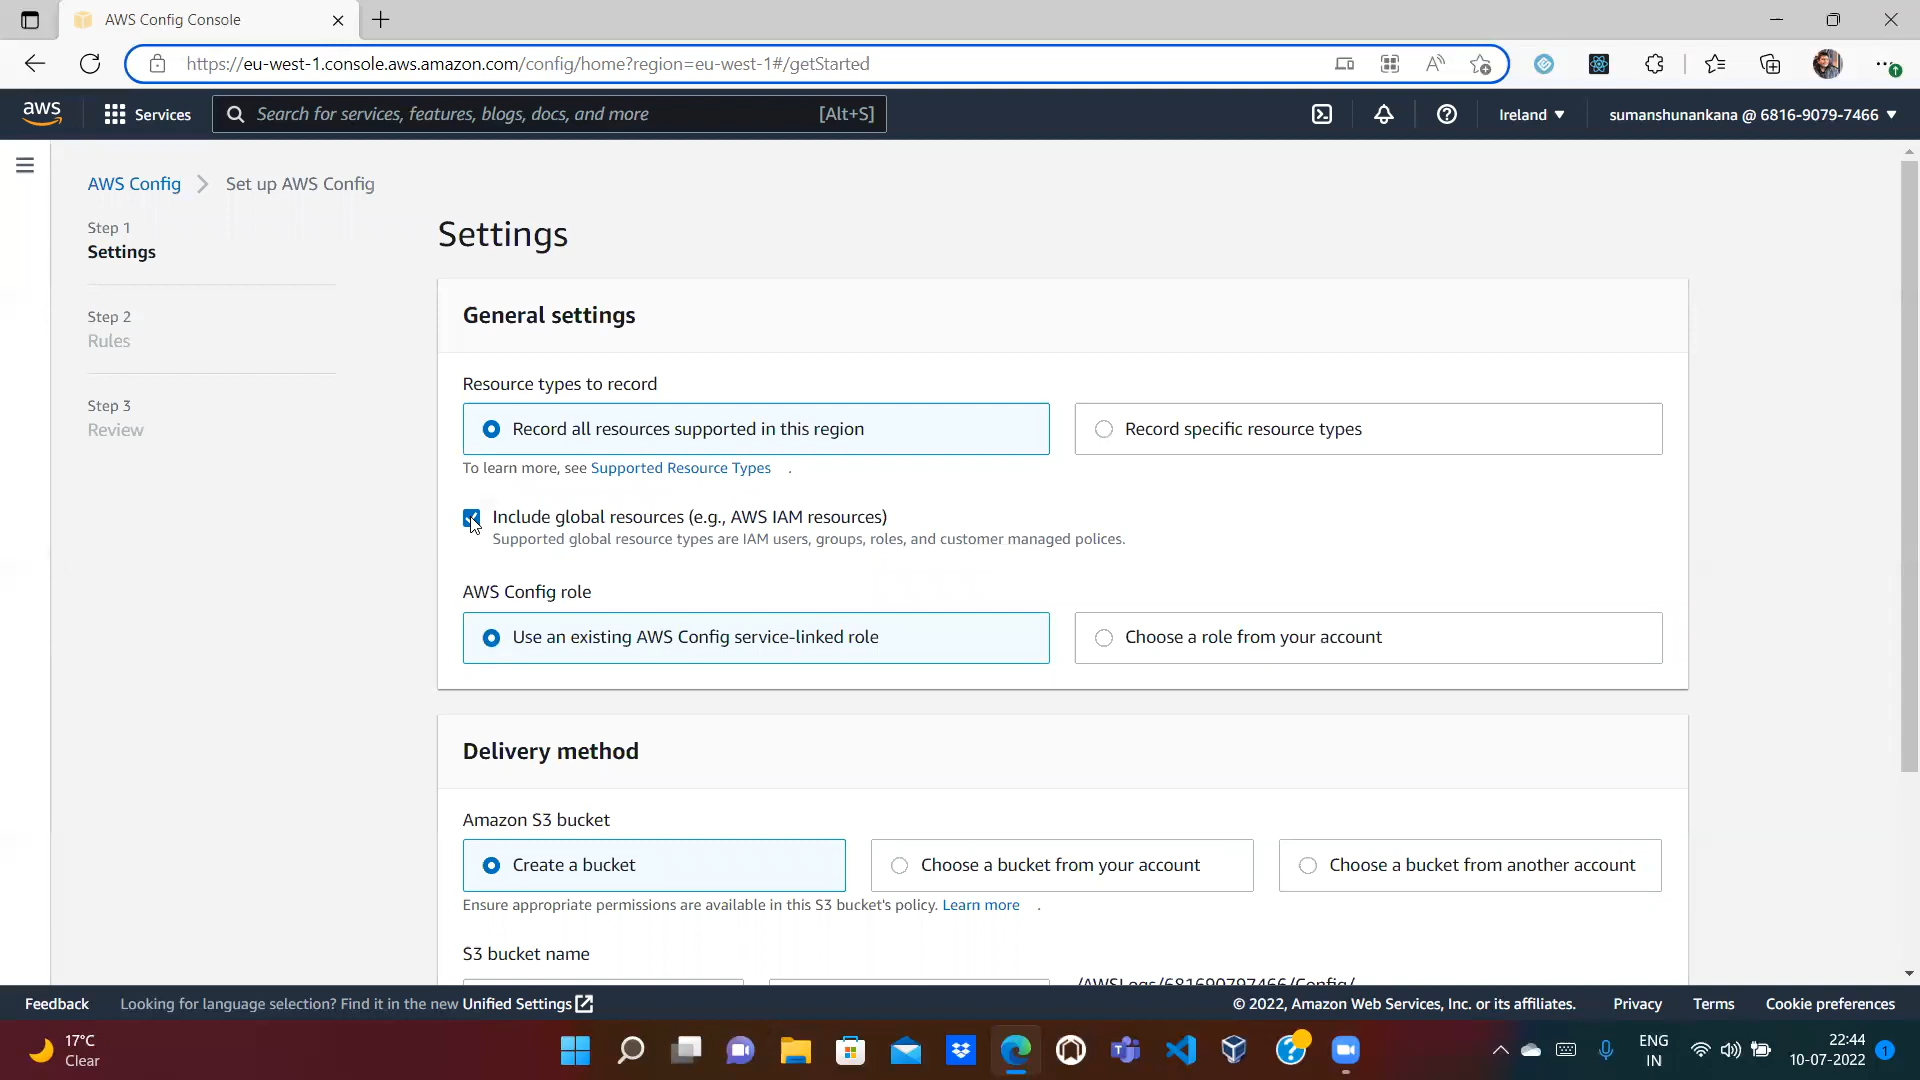 AWS Config Console
https://eu-west-1.console.aws.amazon.com/config/home?region=eu-west-1#/getStarted
aws
Services
Search for services, features, blogs, docs, and more
[Alt+S]
Ireland ▼
sumanshunankana @ 6816-9079-7466 ▼
AWS Config
Set up AWS Config
Step 1
Settings
Step 2
Rules
Step 3
Review
Settings
General settings
Resource types to record
Record all resources supported in this region
Record specific resource types
To learn more, see Supported Resource Types .
Include global resources (e.g., AWS IAM resources)
Supported global resource types are IAM users, groups, roles, and customer managed polices.
AWS Config role
Use an existing AWS Config service-linked role
Choose a role from your account
Delivery method
Amazon S3 bucket
Create a bucket
Choose a bucket from your account
Choose a bucket from another account
Ensure appropriate permissions are available in this S3 bucket's policy. Learn more .
S3 bucket name
/AWSLogs/681690797466/Config/
Feedback
Looking for language selection? Find it in the new Unified Settings
© 2022, Amazon Web Services, Inc. or its affiliates.
Privacy
Terms
Cookie preferences
17°C
Clear
ENG
IN
22:44
10-07-2022
1